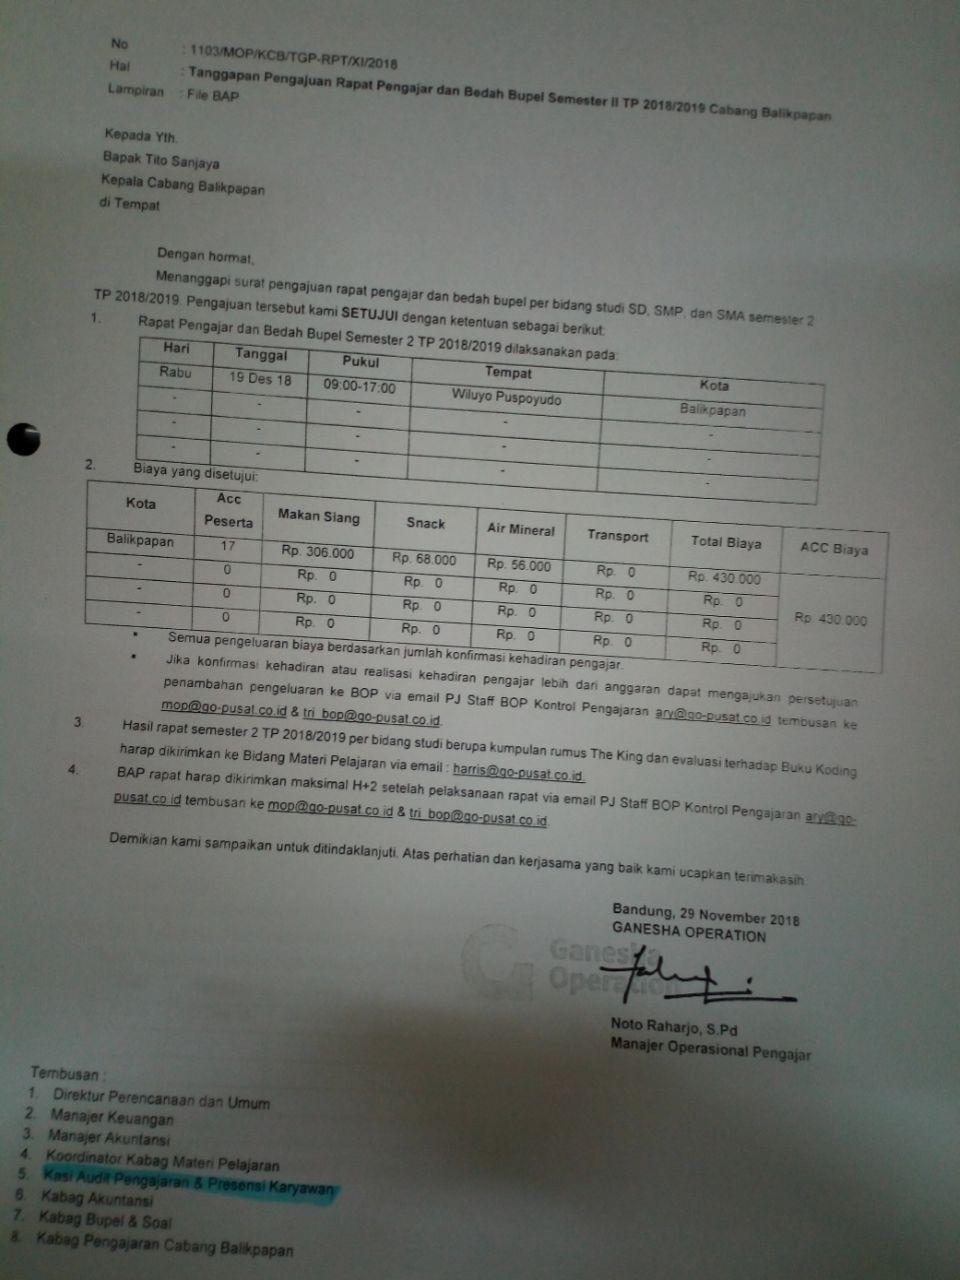 No : 1103/MOP/KCB/TGP-RPT/XI/2018
Hal : Tanggapan Pengajuan Rapat Pengajar dan Bedah Bupel Semester II TP 2018/2019 Cabang Balikpapan
Lampiran : File BAP
Kepada Yth.
Bapak Tito Sanjaya
Kepala Cabang Balikpapan
di Tempat
Dengan hormat,
Menanggapi surat pengajuan rapat pengajar dan bedah bupel per bidang studi SD, SMP, dan SMA semester 2
TP 2018/2019. Pengajuan tersebut kami SETUJUI dengan ketentuan sebagai berikut:
1. Rapat Pengajar dan Bedah Bupel Semester 2 TP 2018/2019 dilaksanakan pada:
Hari Tanggal Pukul Tempat Kota
Rabu 19 Des 18 09:00-17:00 Wiluyo Puspoyudo Balikpapan
- - - - -
- - - - -
- - - - -
2. Biaya yang disetujui:
Kota Acc Peserta Makan Siang Snack Air Mineral Transport Total Biaya ACC Biaya
Balikpapan 17 Rp. 306.000 Rp. 68.000 Rp. 56.000 Rp. 0 Rp. 430.000 Rp. 430.000
- 0 Rp. 0 Rp. 0 Rp. 0 Rp. 0 Rp. 0
- 0 Rp. 0 Rp. 0 Rp. 0 Rp. 0 Rp. 0
- 0 Rp. 0 Rp. 0 Rp. 0 Rp. 0 Rp. 0
• Semua pengeluaran biaya berdasarkan jumlah konfirmasi kehadiran pengajar.
• Jika konfirmasi kehadiran atau realisasi kehadiran pengajar lebih dari anggaran dapat mengajukan persetujuan
penambahan pengeluaran ke BOP via email PJ Staff BOP Kontrol Pengajaran ary@go-pusat.co.id tembusan ke
mop@go-pusat.co.id & tri_bop@go-pusat.co.id.
3. Hasil rapat semester 2 TP 2018/2019 per bidang studi berupa kumpulan rumus The King dan evaluasi terhadap Buku Koding
harap dikirimkan ke Bidang Materi Pelajaran via email : harris@go-pusat.co.id.
4. BAP rapat harap dikirimkan maksimal H+2 setelah pelaksanaan rapat via email PJ Staff BOP Kontrol Pengajaran ary@go-
pusat.co.id tembusan ke mop@go-pusat.co.id & tri_bop@go-pusat.co.id.
Demikian kami sampaikan untuk ditindaklanjuti. Atas perhatian dan kerjasama yang baik kami ucapkan terimakasih.
Bandung, 29 November 2018
GANESHA OPERATION
Ganesha
Operation
Noto Raharjo, S.Pd
Manajer Operasional Pengajar
Tembusan :
1. Direktur Perencanaan dan Umum
2. Manajer Keuangan
3. Manajer Akuntansi
4. Koordinator Kabag Materi Pelajaran
5. Kasi Audit Pengajaran & Presensi Karyawan
6. Kabag Akuntansi
7. Kabag Bupel & Soal
8. Kabag Pengajaran Cabang Balikpapan